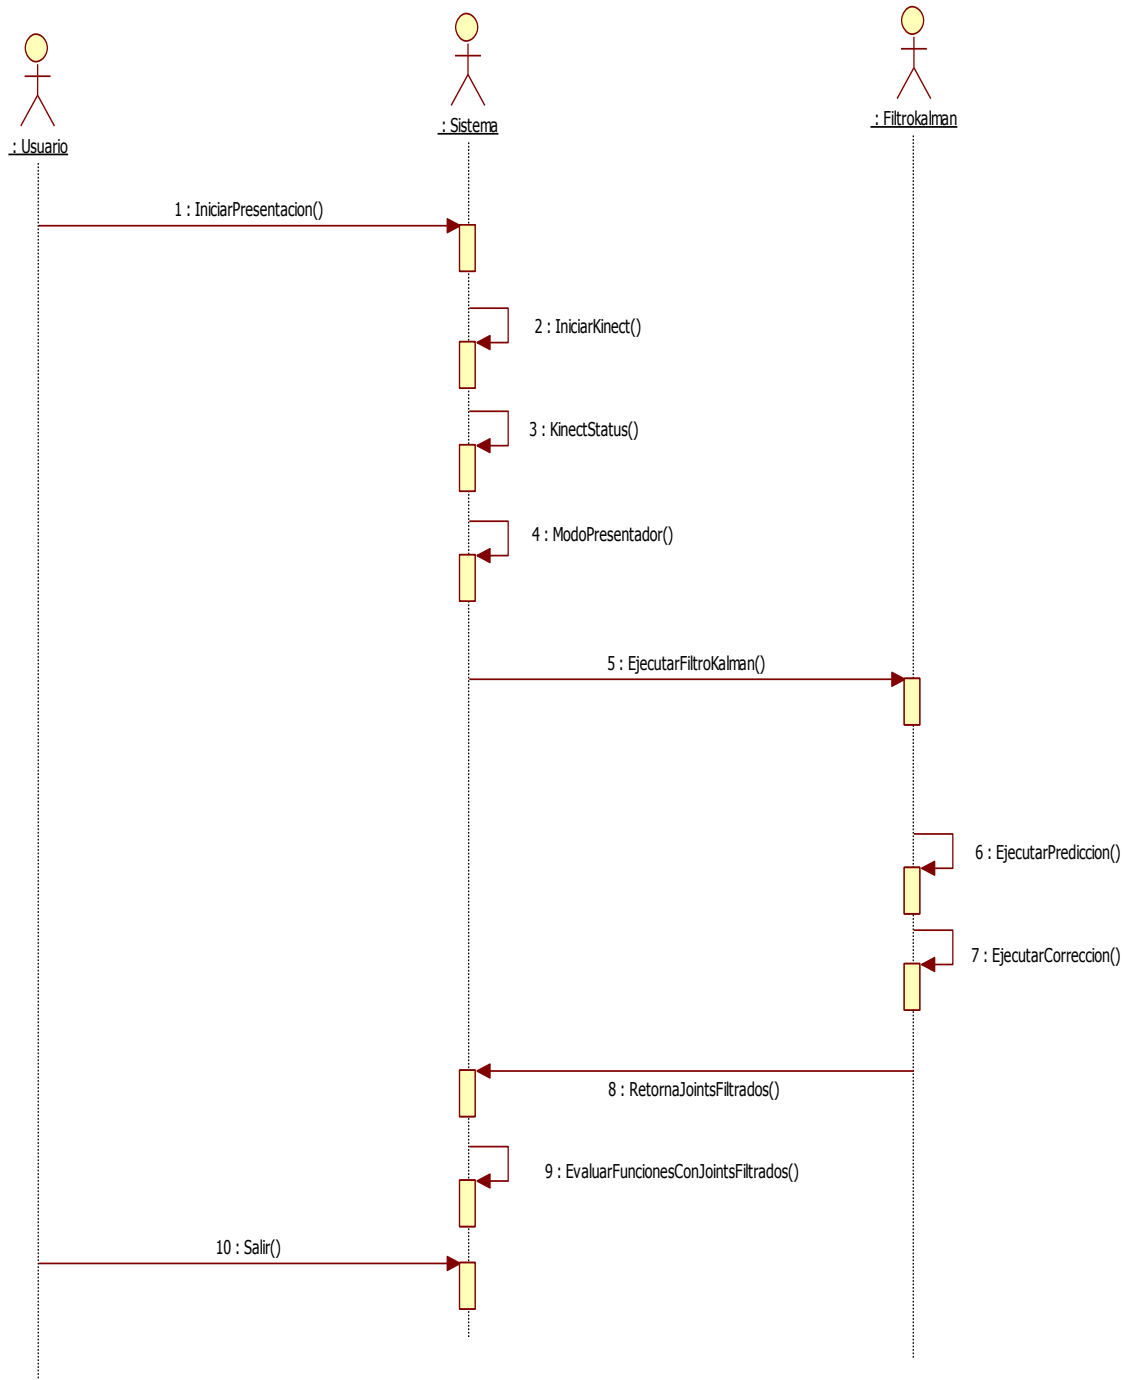 : Usuario
: Sistema
: Filtrokalman
1 : IniciarPresentacion()
2 : IniciarKinect()
3 : KinectStatus()
4 : ModoPresentador()
5 : EjecutarFiltroKalman()
6 : EjecutarPrediccion()
7 : EjecutarCorreccion()
8 : RetornaJointsFiltrados()
9 : EvaluarFuncionesConJointsFiltrados()
10 : Salir()